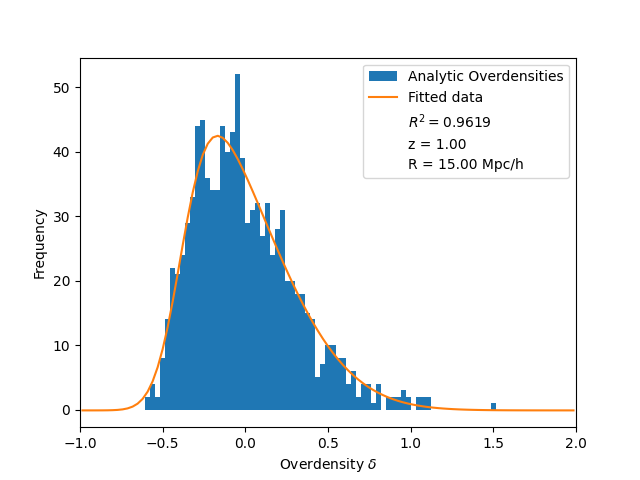 Analytic Overdensities
Fitted data
R² = 0.9619
z = 1.00
R = 15.00 Mpc/h
50
40
30
20
10
0
Frequency
−1.0 −0.5 0.0 0.5 1.0 1.5 2.0
Overdensity δ